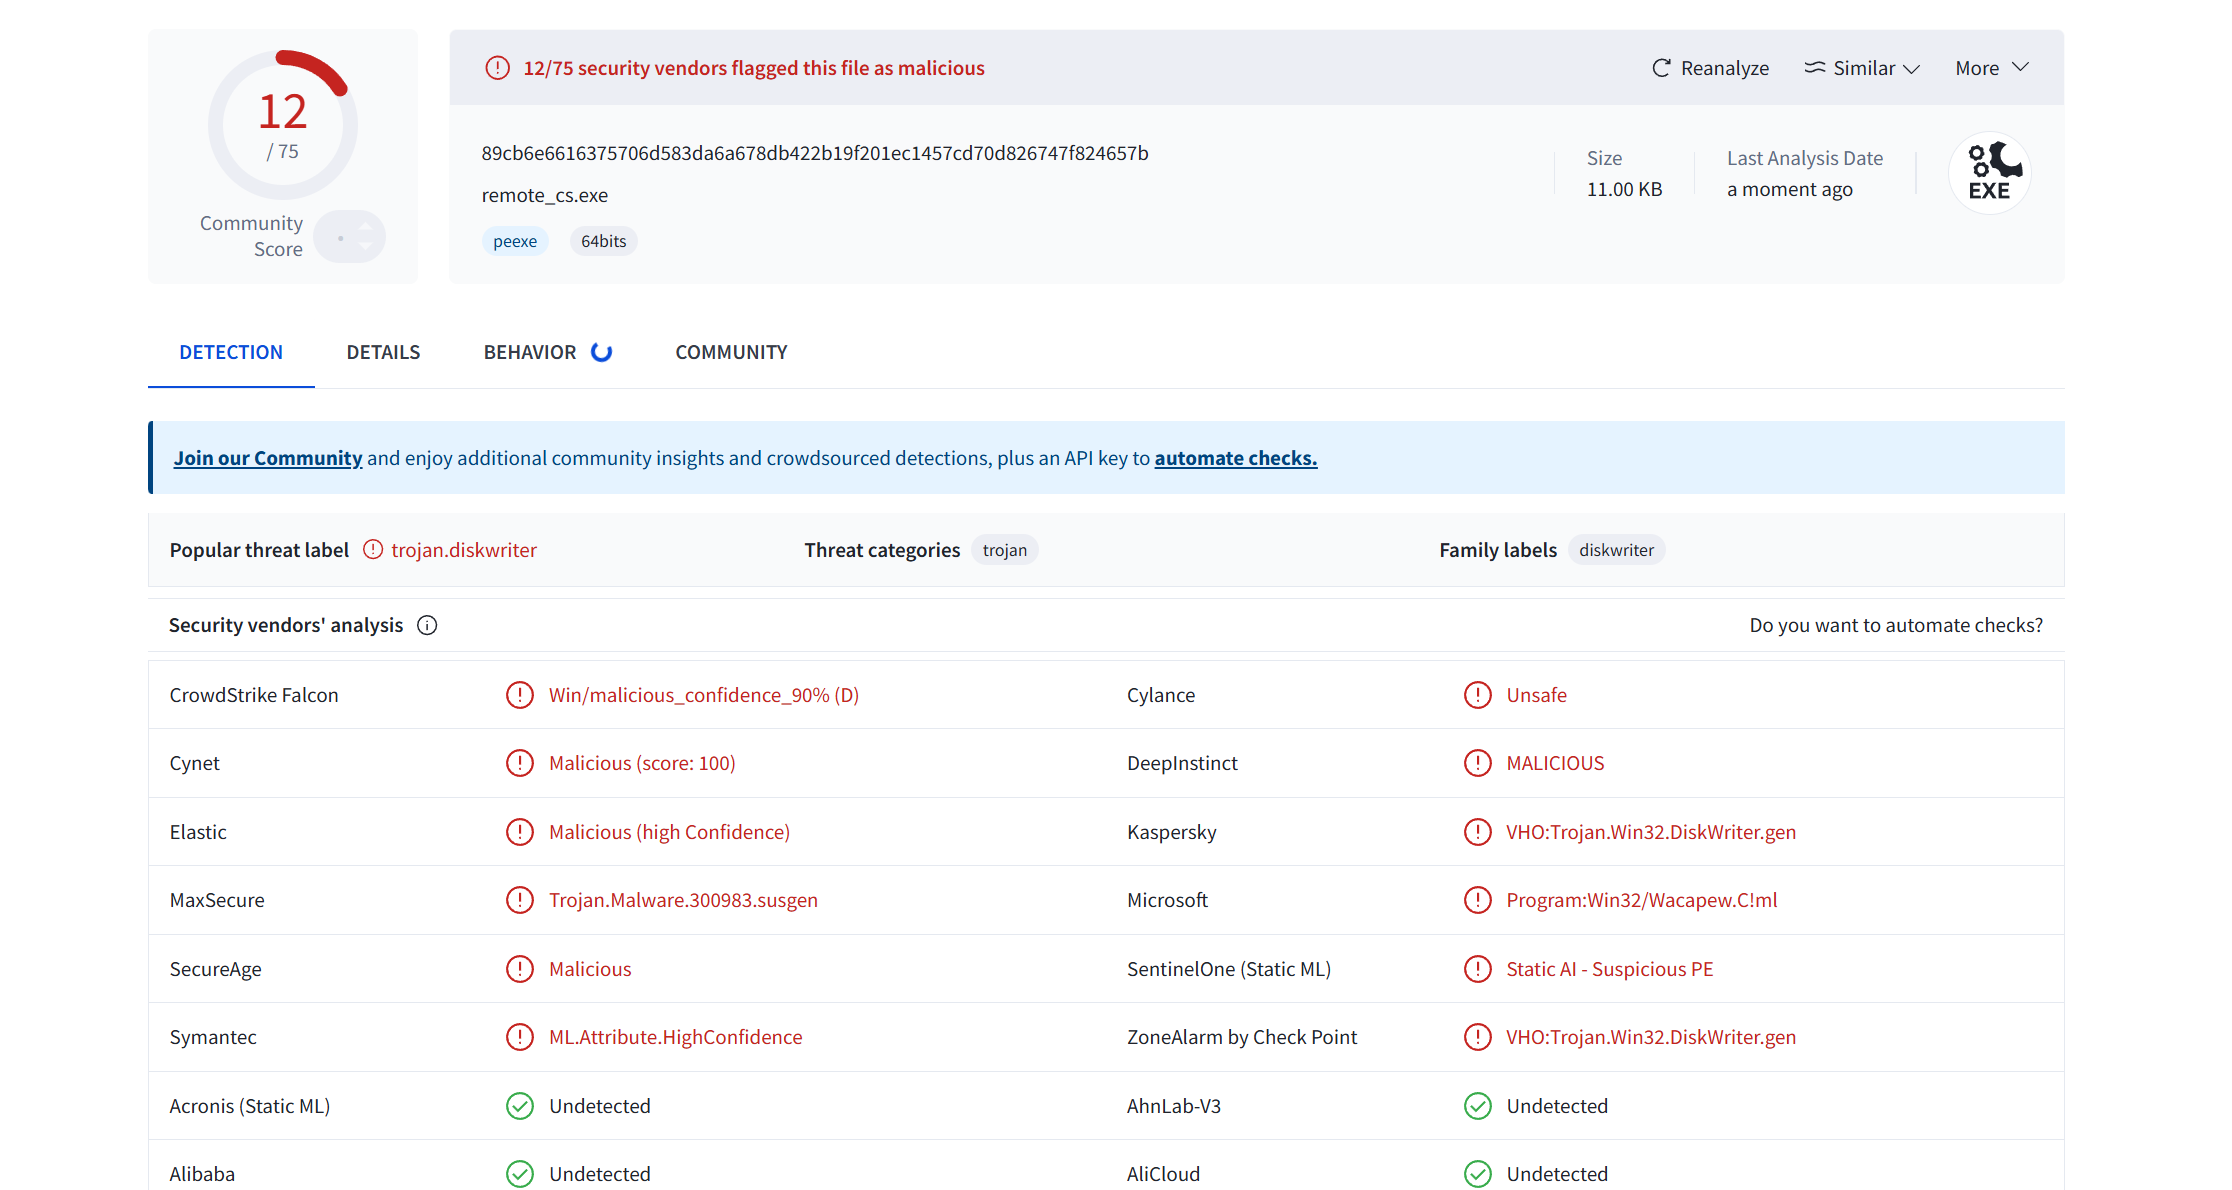 12
/ 75
Community
Score
12/75 security vendors flagged this file as malicious
Reanalyze
Similar
More
89cb6e6616375706d583da6a678db422b19f201ec1457cd70d826747f824657b
remote_cs.exe
peexe
64bits
Size
11.00 KB
Last Analysis Date
a moment ago
EXE
DETECTION
DETAILS
BEHAVIOR
COMMUNITY
Join our Community and enjoy additional community insights and crowdsourced detections, plus an API key to automate checks.
Popular threat label
trojan.diskwriter
Threat categories
trojan
Family labels
diskwriter
Security vendors' analysis
Do you want to automate checks?
CrowdStrike Falcon
Win/malicious_confidence_90% (D)
Cylance
Unsafe
Cynet
Malicious (score: 100)
DeepInstinct
MALICIOUS
Elastic
Malicious (high Confidence)
Kaspersky
VHO:Trojan.Win32.DiskWriter.gen
MaxSecure
Trojan.Malware.300983.susgen
Microsoft
Program:Win32/Wacapew.C!ml
SecureAge
Malicious
SentinelOne (Static ML)
Static AI - Suspicious PE
Symantec
ML.Attribute.HighConfidence
ZoneAlarm by Check Point
VHO:Trojan.Win32.DiskWriter.gen
Acronis (Static ML)
Undetected
AhnLab-V3
Undetected
Alibaba
Undetected
AliCloud
Undetected